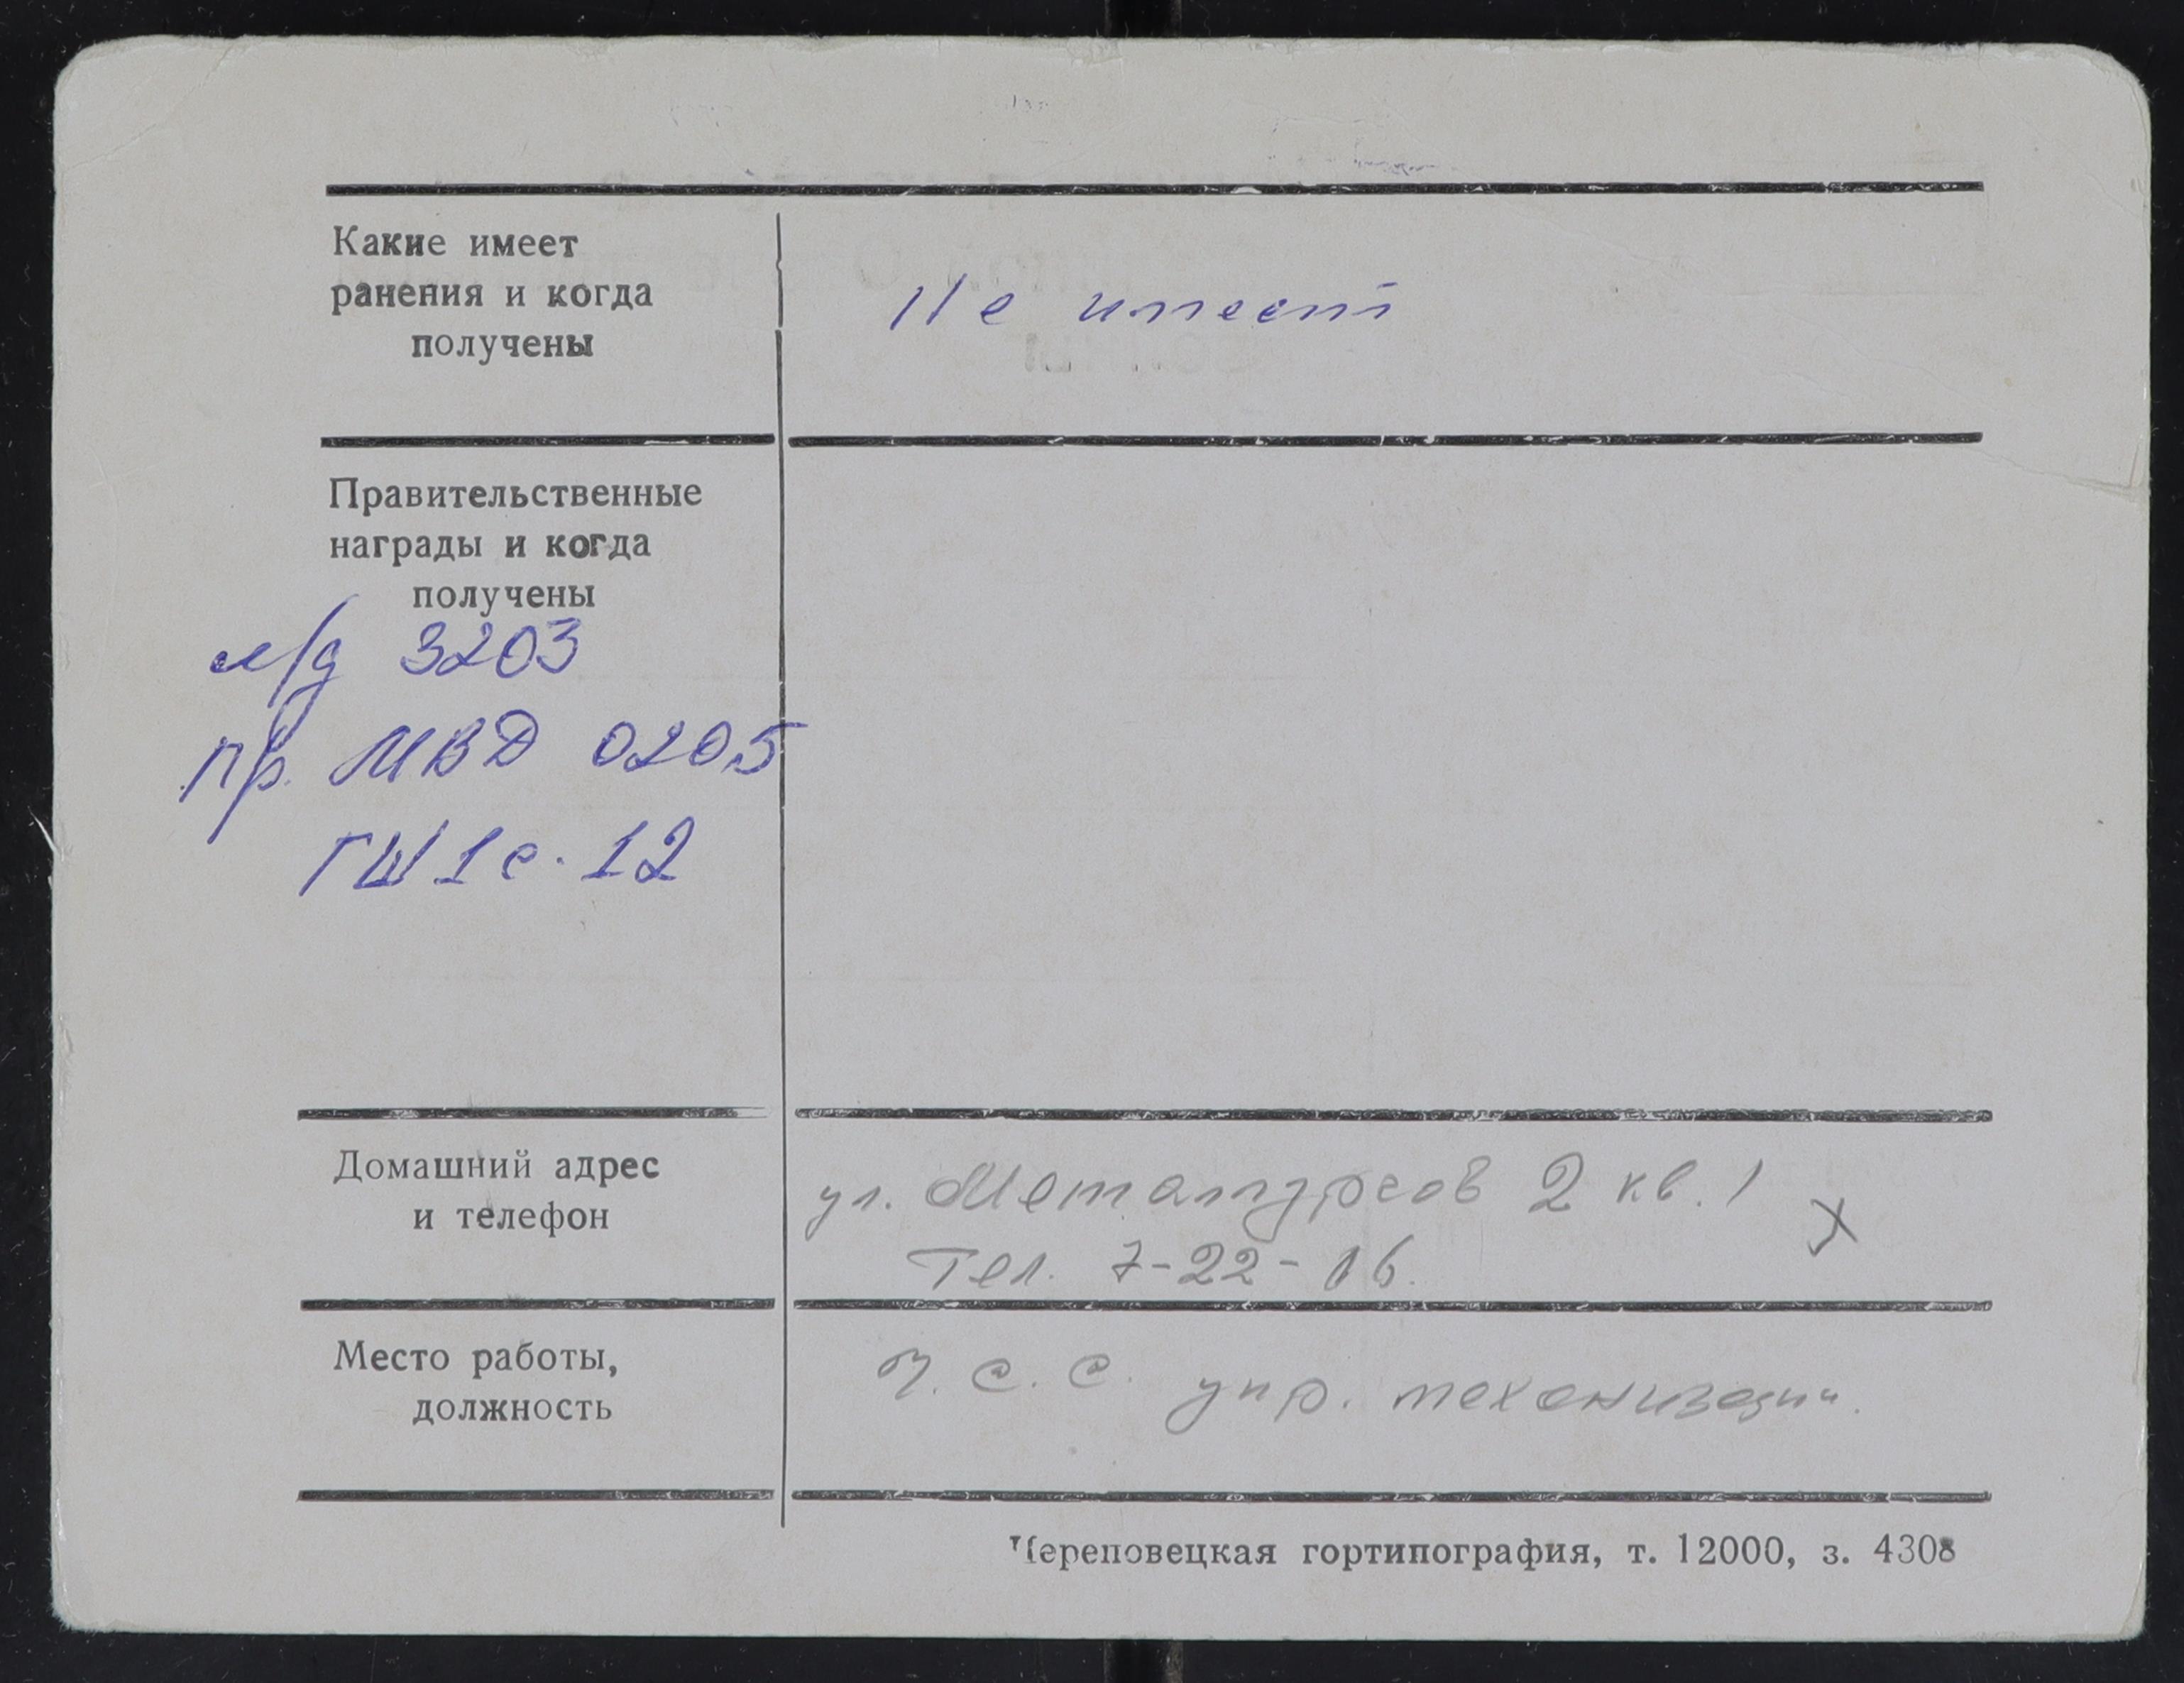 Какие имеет
ранения и когда
получены
Не имеет
Правительственные
награды и когда
получены
л/д 3203
пр. МВД 0205
ГШ 1с. 12
Домашний адрес
и телефон
ул. Металургов 2 кв. 1
Тел. 7-22-16.
Место работы,
должность
Ч. С. С. упр. механизации.
Череповецкая гортипография, т. 12000, з. 4308